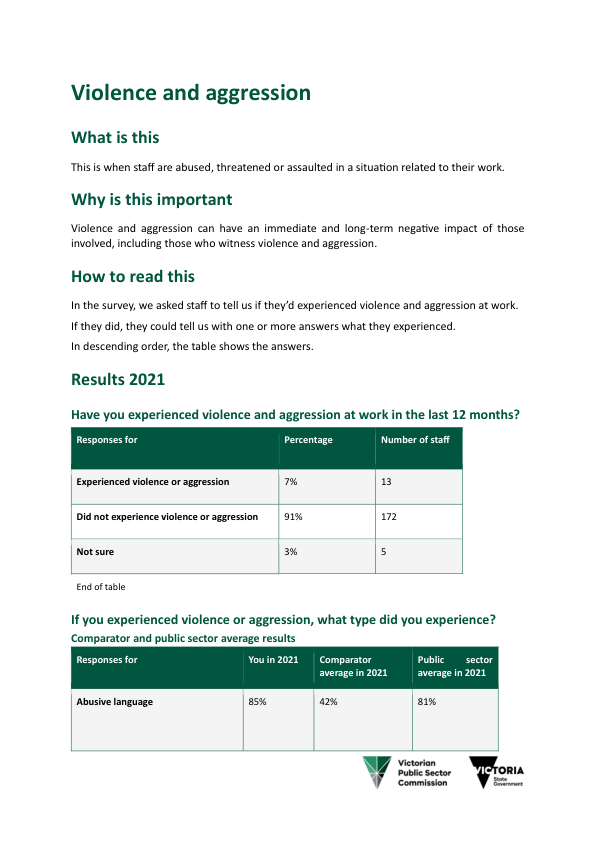 Violence and aggression
What is this
This is when staff are abused, threatened or assaulted in a situation related to their work.
Why is this important
Violence and aggression can have an immediate and long-term negative impact of those
involved, including those who witness violence and aggression.
How to read this
In the survey, we asked staff to tell us if they’d experienced violence and aggression at work.
If they did, they could tell us with one or more answers what they experienced.
In descending order, the table shows the answers.
Results 2021
Have you experienced violence and aggression at work in the last 12 months?
Responses for Percentage Number of staff
Experienced violence or aggression 7% 13
Did not experience violence or aggression 91% 172
Not sure 3% 5
End of table
If you experienced violence or aggression, what type did you experience?
Comparator and public sector average results
Responses for You in 2021 Comparator average in 2021 Public sector average in 2021
Abusive language 85% 42% 81%
Victorian
Public Sector
Commission
VICTORIA
State
Government